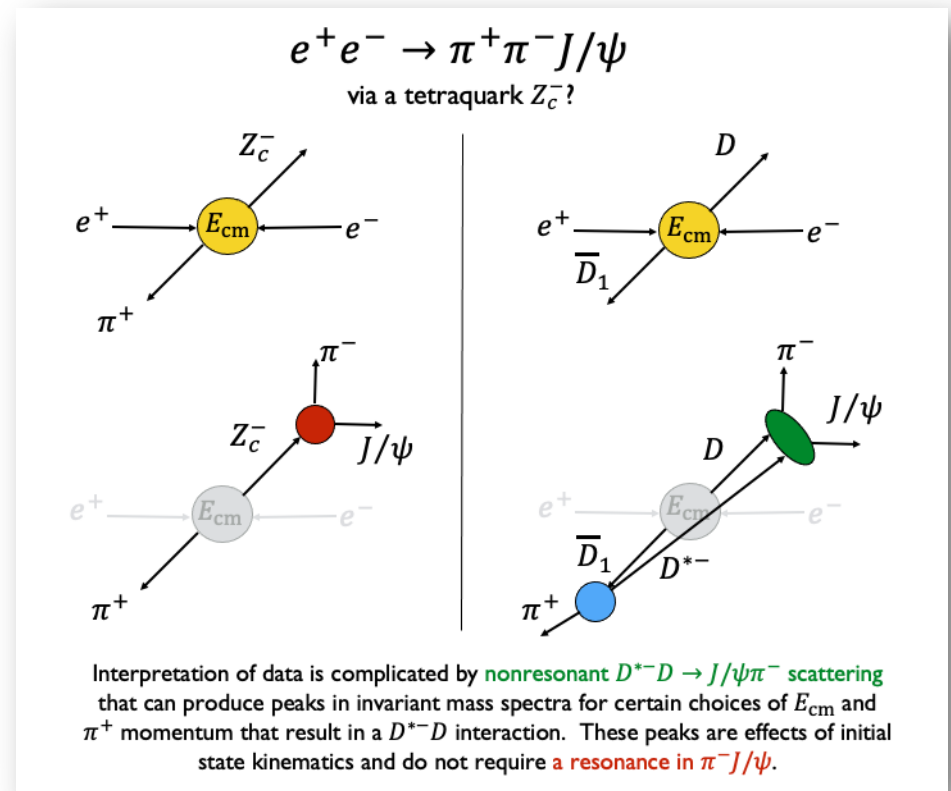 e⁺e⁻ → π⁺π⁻J/ψ
via a tetraquark Z_c⁻?
Z_c⁻
e⁺ E_cm e⁻
π⁺
D
e⁺ E_cm e⁻
D̅₁
π⁻
Z_c⁻ J/ψ
e⁺ E_cm e⁻
π⁺
π⁻
J/ψ
D
e⁺ E_cm e⁻
D̅₁ D*⁻
π⁺
Interpretation of data is complicated by nonresonant D*⁻D → J/ψπ⁻ scattering
that can produce peaks in invariant mass spectra for certain choices of E_cm and
π⁺ momentum that result in a D*⁻D interaction. These peaks are effects of initial
state kinematics and do not require a resonance in π⁻J/ψ.